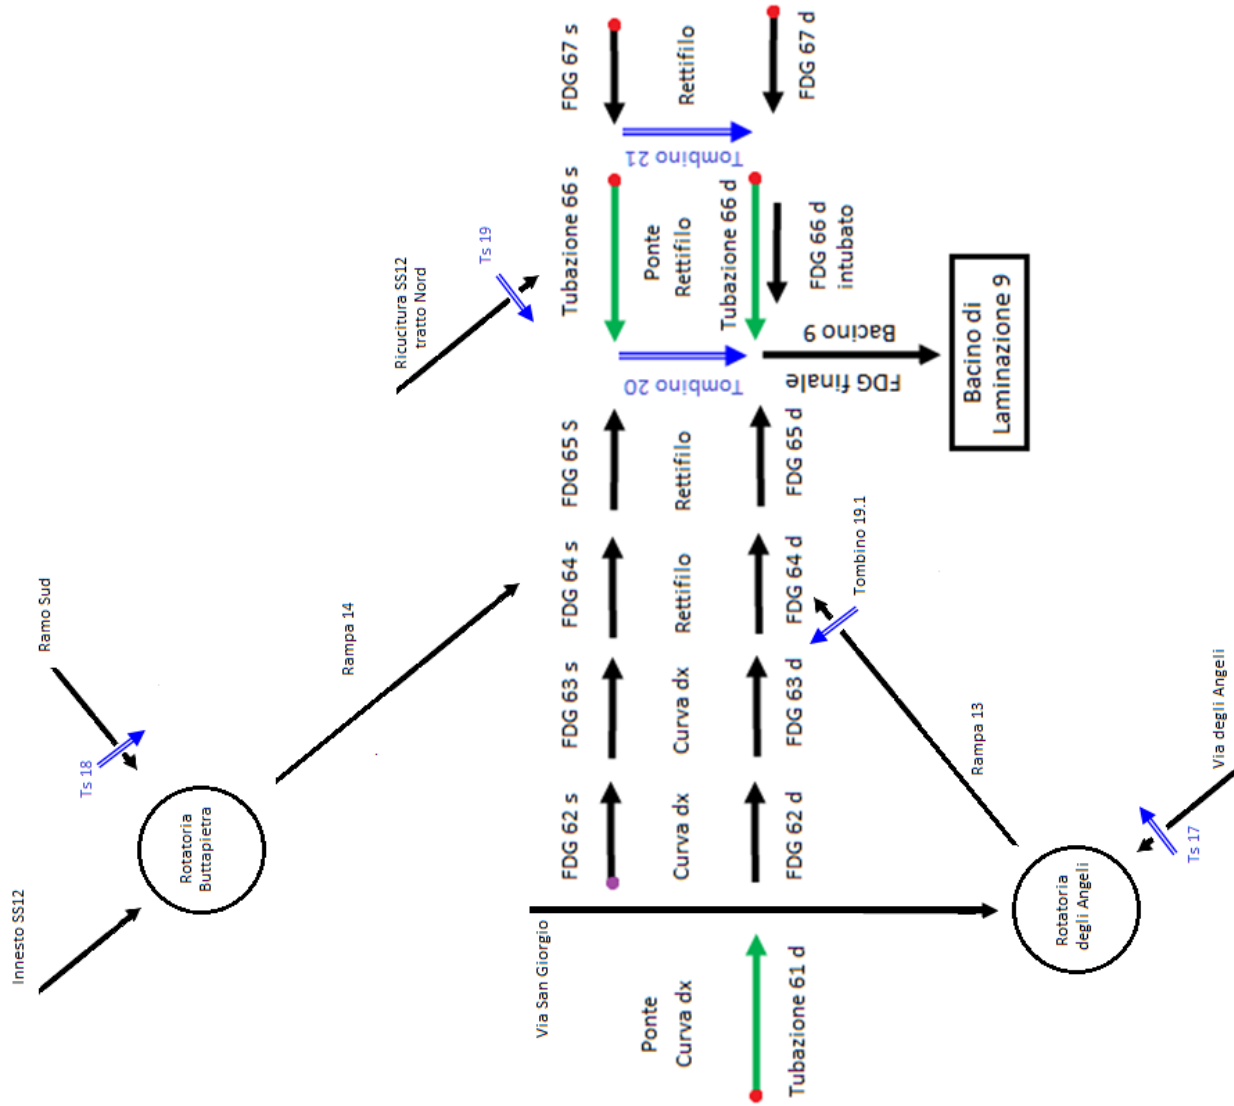 Innesto SS12
Ramo Sud
Ts 18
Rotatoria
Buttapietra
Rampa 14
Ricucitura SS12
tratto Nord
Ts 19
Via San Giorgio
FDG 62 s
FDG 63 s
FDG 64 s
FDG 65 S
Tubazione 66 s
FDG 67 s
Ponte
Curva dx
Curva dx
Curva dx
Rettifilo
Rettifilo
Tombino 20
Ponte
Rettifilo
Tombino 21
Rettifilo
Tubazione 66 d
Tubazione 61 d
FDG 62 d
FDG 63 d
FDG 64 d
FDG 65 d
FDG finale
Bacino 9
FDG 66 d
intubato
FDG 67 d
Tombino 19.1
Rampa 13
Bacino di
Laminazione 9
Rotatoria
degli Angeli
Ts 17
Via degli Angeli